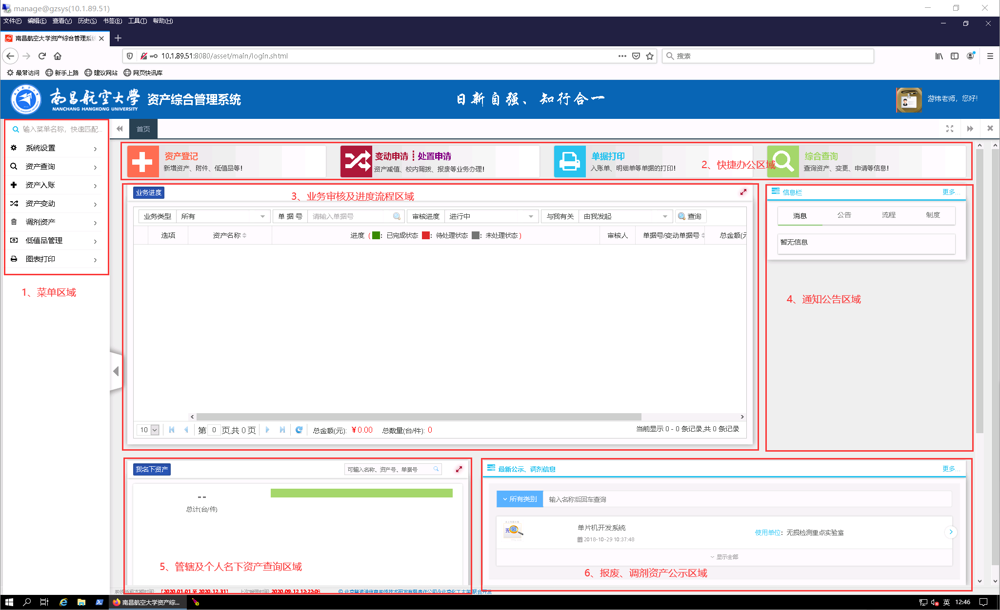 manage@gzsys(10.1.89.51)
文件(F) 编辑(E) 查看(V) 历史(S) 书签(B) 工具(T) 帮助(H)
南昌航空大学资产综合管理系统
10.1.89.51:8080/asset/main/login.shtml
搜索
最常访问 新手上路 建议网站 网页快讯库
南昌航空大学
NANCHANG HANGKONG UNIVERSITY
资产综合管理系统
日新自强、知行合一
游炜老师，您好!
输入菜单名称，快速匹配...
首页
系统设置
资产查询
资产入账
资产变动
调剂资产
低值品管理
图表打印
1、菜单区域
资产登记
新增资产、附件、低值品等!
变动申请 ┊ 处置申请
资产减值、校内调拨、报废等业务办理!
单据打印
入账单、明细单等单据的打印!
2、快捷办公区域
综合查询
查询资产、变更、申请等信息!
业务进度
3、业务审核及进度流程区域
业务类型 所有 单 据 号 请输入单据号 审核进度 进行中 与我有关 由我发起 查询
选项 资产名称 进度 ( : 已完成状态 : 待处理状态 : 未处理状态 ) 审核人 单据号/变动单据号 总金额(元
10 第 0 页,共 0 页 总金额(元): ￥0.00 总数量(台/件): 0 当前显示 0 - 0 条记录,共 0 条记录
信息栏 更多...
消息 公告 流程 制度
暂无信息
4、通知公告区域
我名下资产 可输入名称、资产号、单据号
--
总计(台/件)
5、管辖及个人名下资产查询区域
最新公示、调剂信息 更多...
所有类别 输入名称后回车查询
无图
单片机开发系统
2018-10-29 10:37:48
使用单位：无损检测重点实验室
显示全部
6、报废、调剂资产公示区域
系统当前本期时间: 【2020-01-01 至 2020-12-31】 上次登录时间: 2020-09-12 12:22:06 © 北京普诺迪信息系统技术研发有限责任公司&北京化工大学联合开发
南昌航空大学资产综...
英 12:46